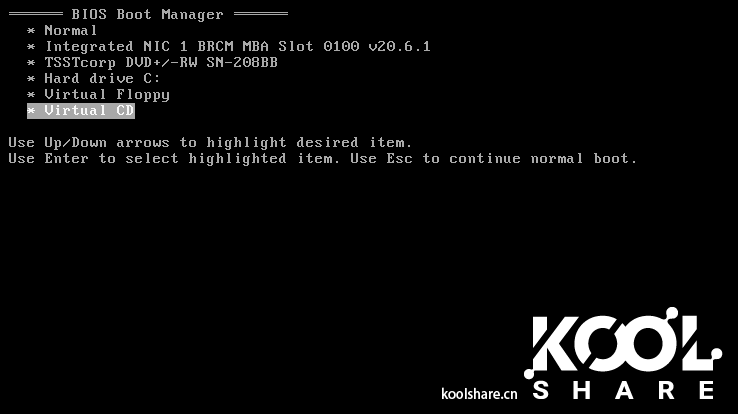 ═══════ BIOS Boot Manager ═══════
* Normal
* Integrated NIC 1 BRCM MBA Slot 0100 v20.6.1
* TSSTcorp DVD+/-RW SN-208BB
* Hard drive C:
* Virtual Floppy
* Virtual CD
Use Up/Down arrows to highlight desired item.
Use Enter to select highlighted item. Use Esc to continue normal boot.
KOOL
koolshare.cn SHARE